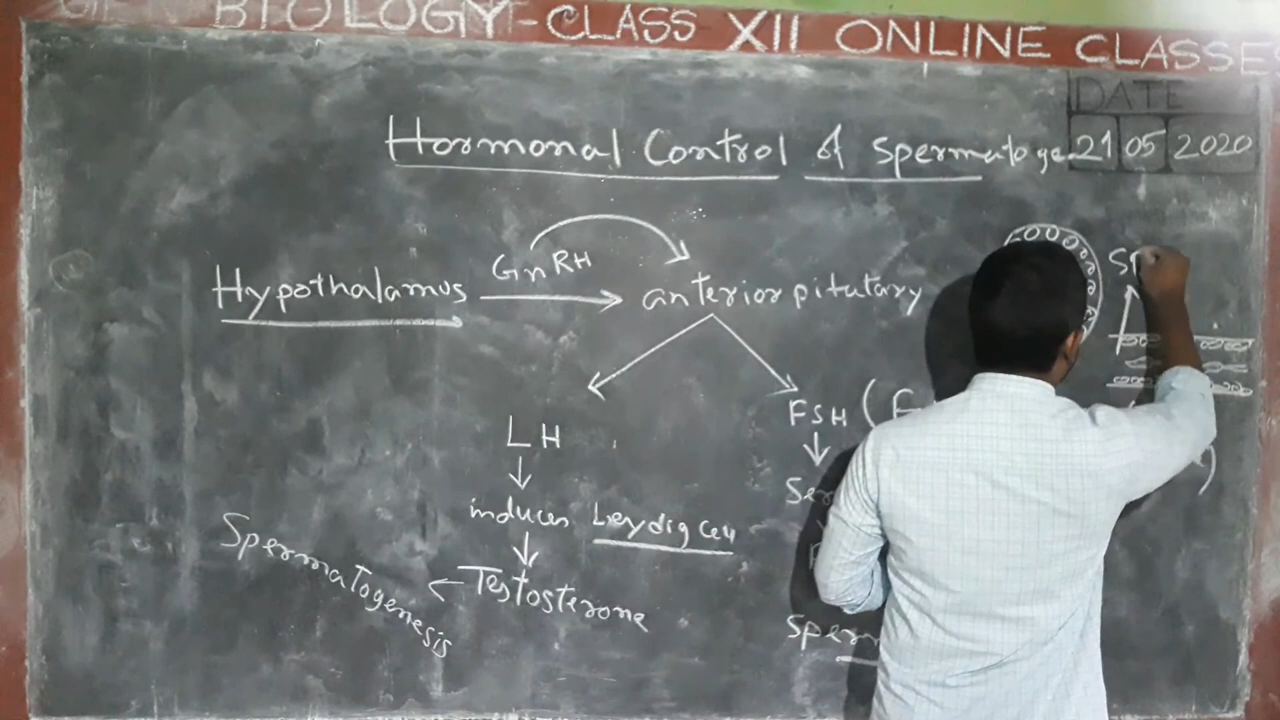 BIOLOGY-CLASS XII ONLINE CLASSES
DATE
21 05 2020
Hormonal Control of Spermatoge
GnRH
Hypothalamus
anterior pitutary
LH
FSH (F
induces Leydig cell
Testosterone
Spermatogenesis